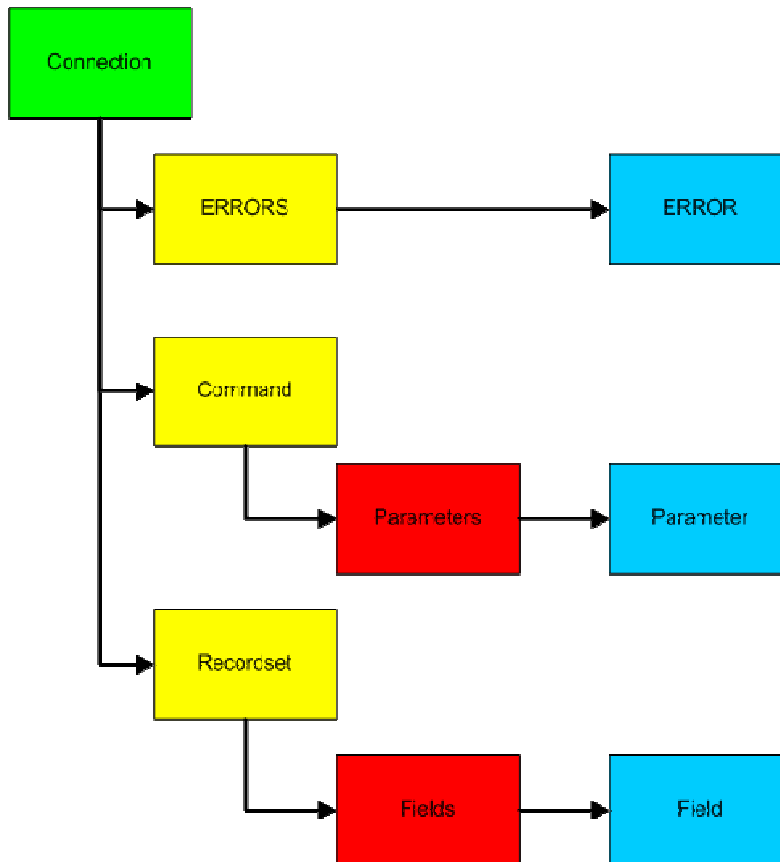 Connection
ERRORS
ERROR
Command
Parameters
Parameter
Recordset
Fields
Field